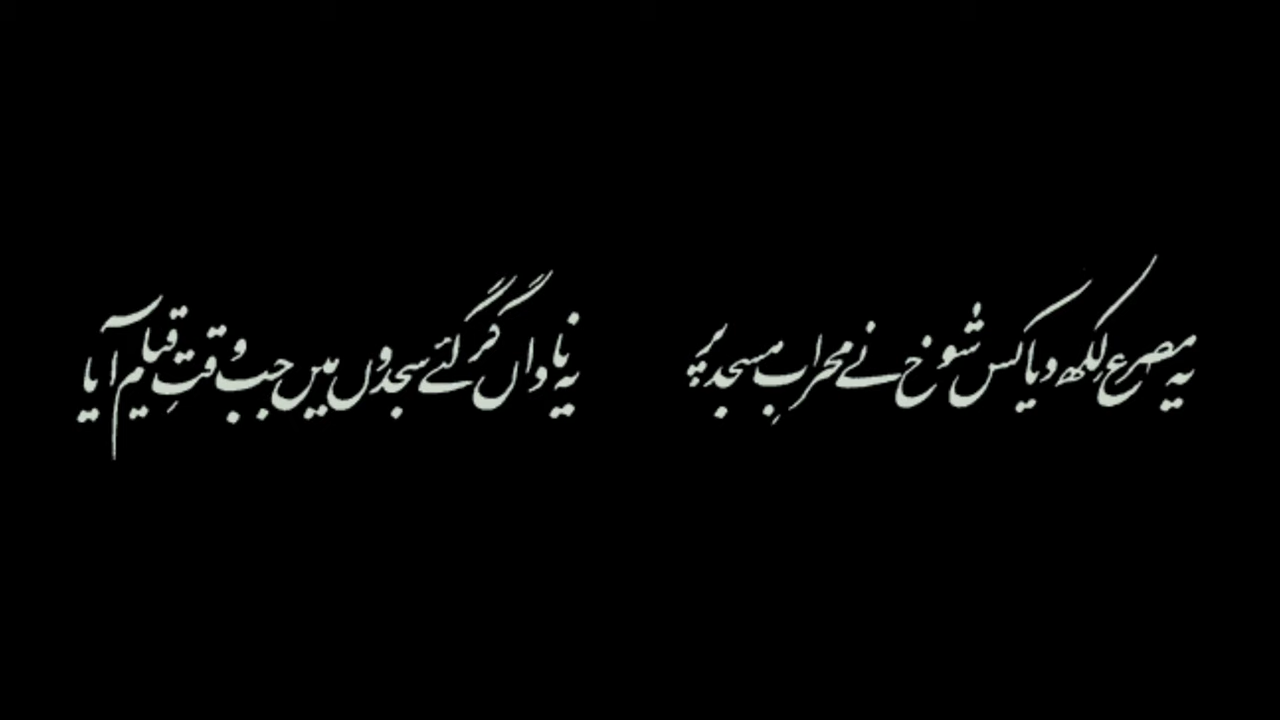 یہ مصرع لکھ دیا کس شوخ نے محرابِ مسجد پر
یہ ناداں گر گئے سجدوں میں جب وقتِ قیام آیا